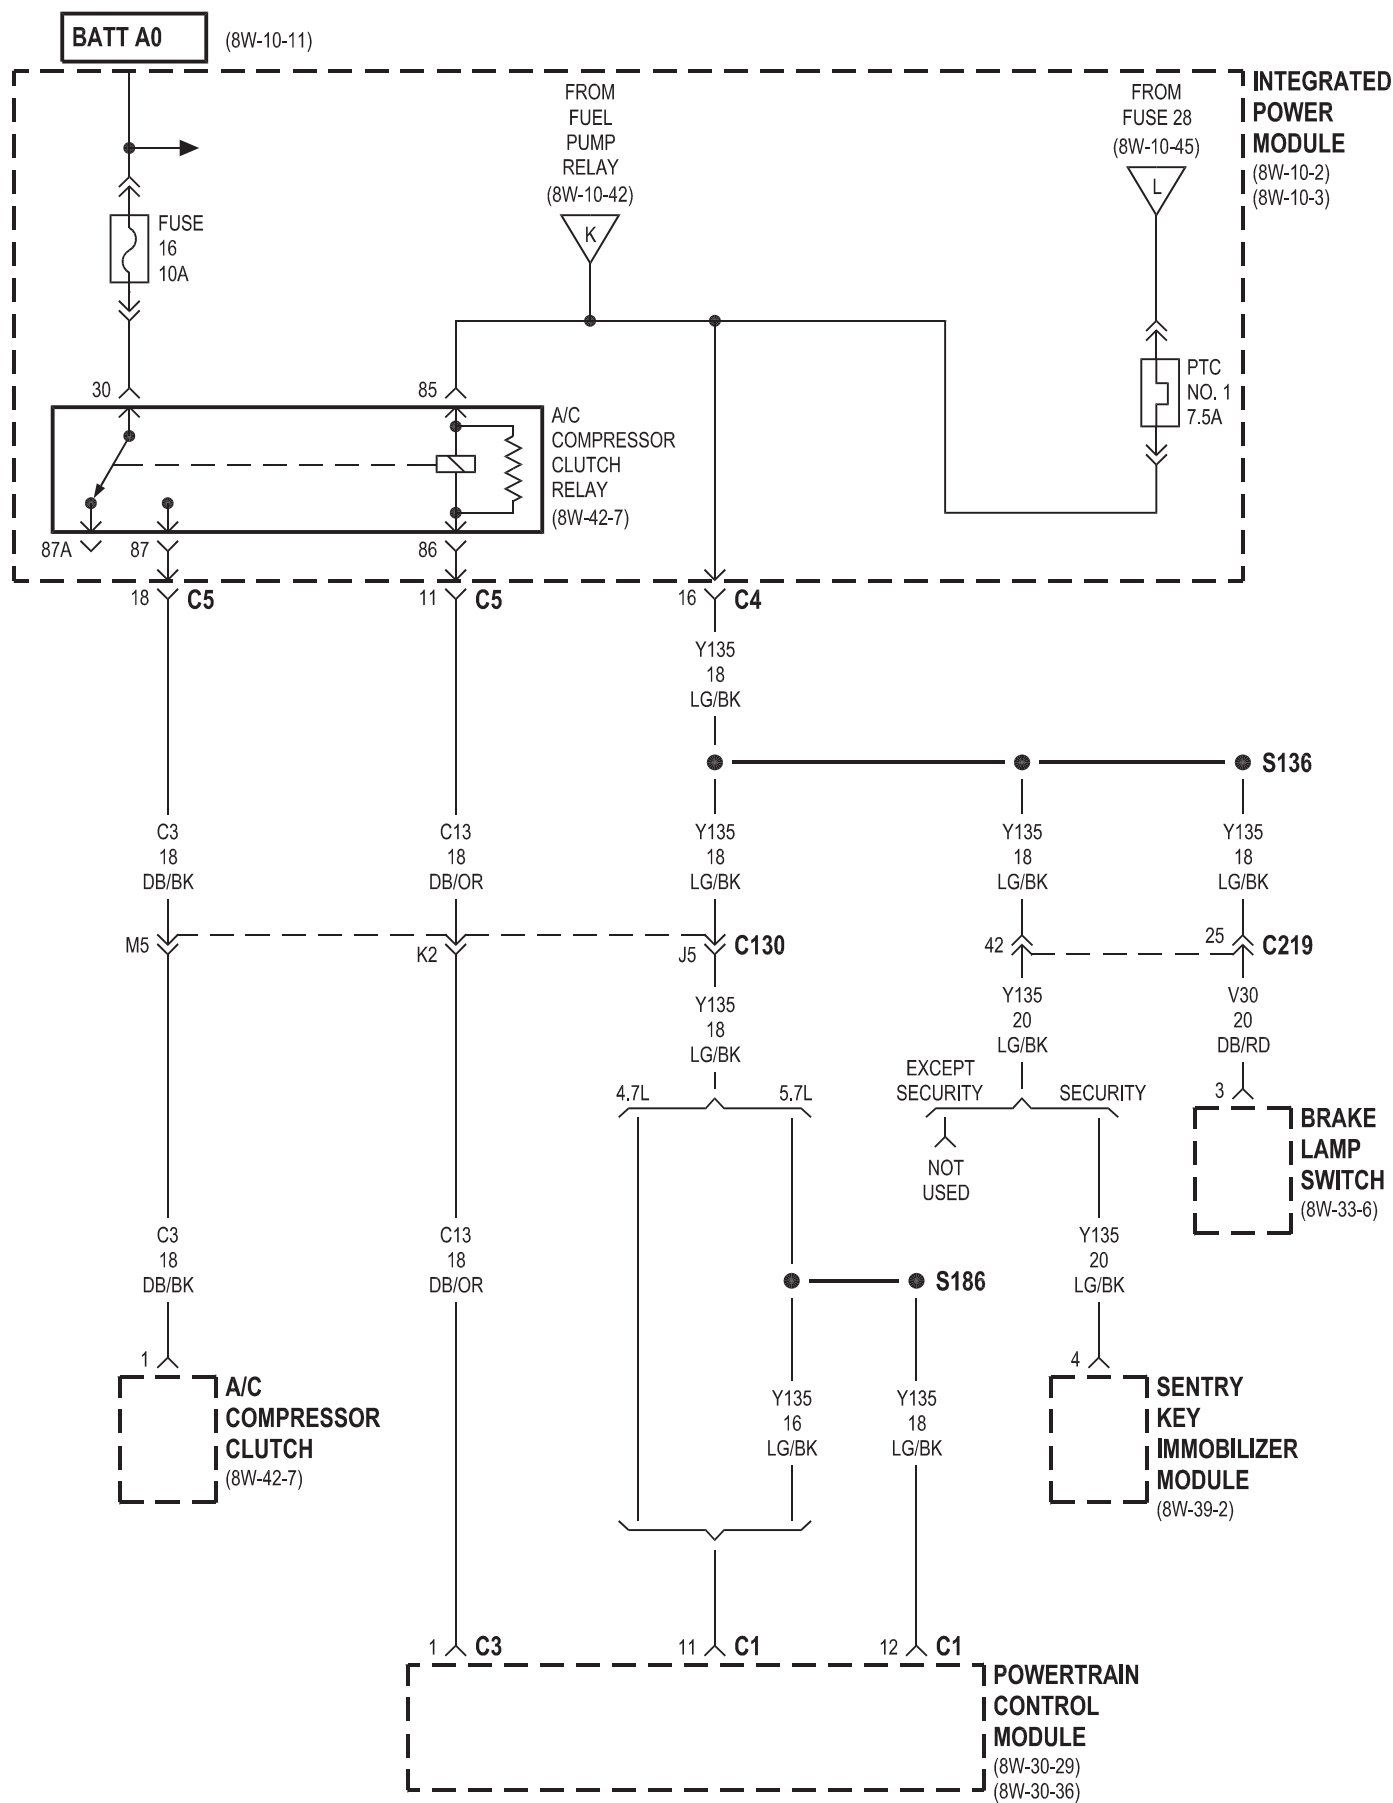 BATT A0
(8W-10-11)
INTEGRATED
POWER
MODULE
(8W-10-2)
(8W-10-3)
FROM
FUEL
PUMP
RELAY
(8W-10-42)
K
FROM
FUSE 28
(8W-10-45)
L
FUSE
16
10A
PTC
NO. 1
7.5A
30
85
A/C
COMPRESSOR
CLUTCH
RELAY
(8W-42-7)
87A
87
86
18
C5
11
C5
16
C4
Y135
18
LG/BK
S136
C3
18
DB/BK
C13
18
DB/OR
Y135
18
LG/BK
Y135
18
LG/BK
Y135
18
LG/BK
M5
K2
J5
C130
42
25
C219
Y135
18
LG/BK
Y135
20
LG/BK
V30
20
DB/RD
4.7L
5.7L
EXCEPT
SECURITY
SECURITY
NOT
USED
3
BRAKE
LAMP
SWITCH
(8W-33-6)
C3
18
DB/BK
C13
18
DB/OR
S186
Y135
20
LG/BK
1
A/C
COMPRESSOR
CLUTCH
(8W-42-7)
Y135
16
LG/BK
Y135
18
LG/BK
4
SENTRY
KEY
IMMOBILIZER
MODULE
(8W-39-2)
1
C3
11
C1
12
C1
POWERTRAIN
CONTROL
MODULE
(8W-30-29)
(8W-30-36)